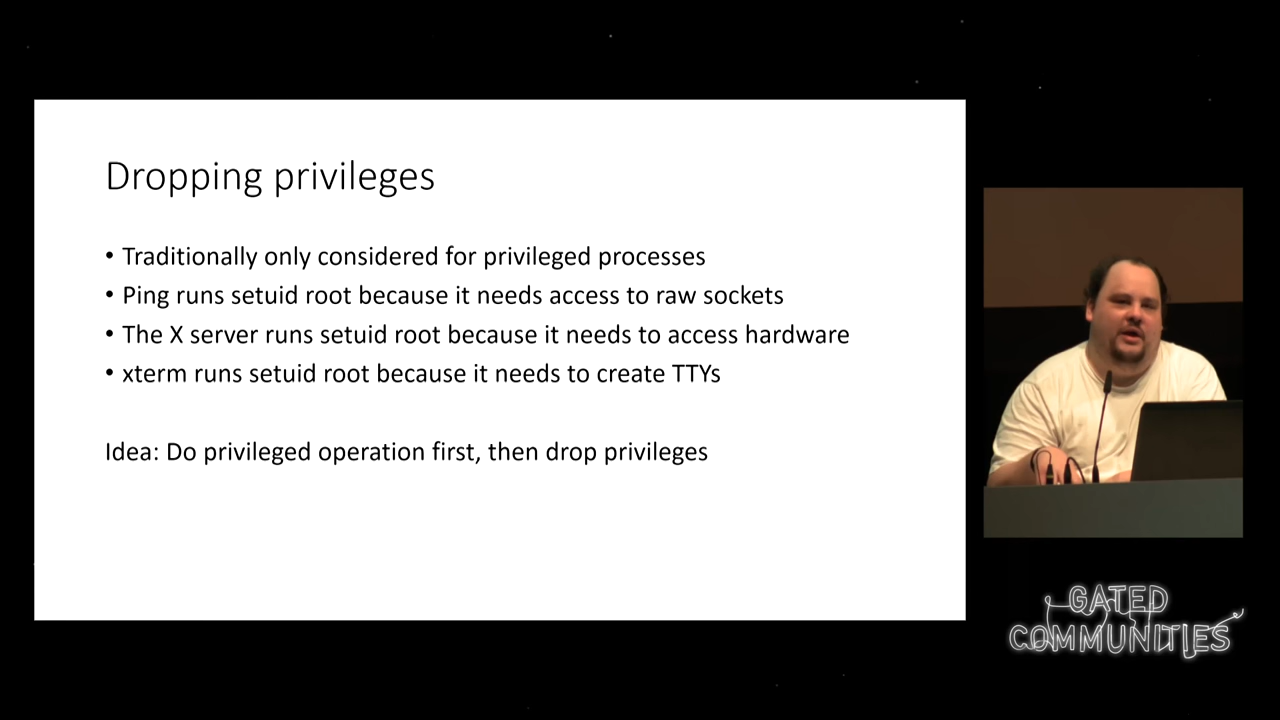 Dropping privileges
• Traditionally only considered for privileged processes
• Ping runs setuid root because it needs access to raw sockets
• The X server runs setuid root because it needs to access hardware
• xterm runs setuid root because it needs to create TTYs
Idea: Do privileged operation first, then drop privileges
GATED
COMMUNITIES